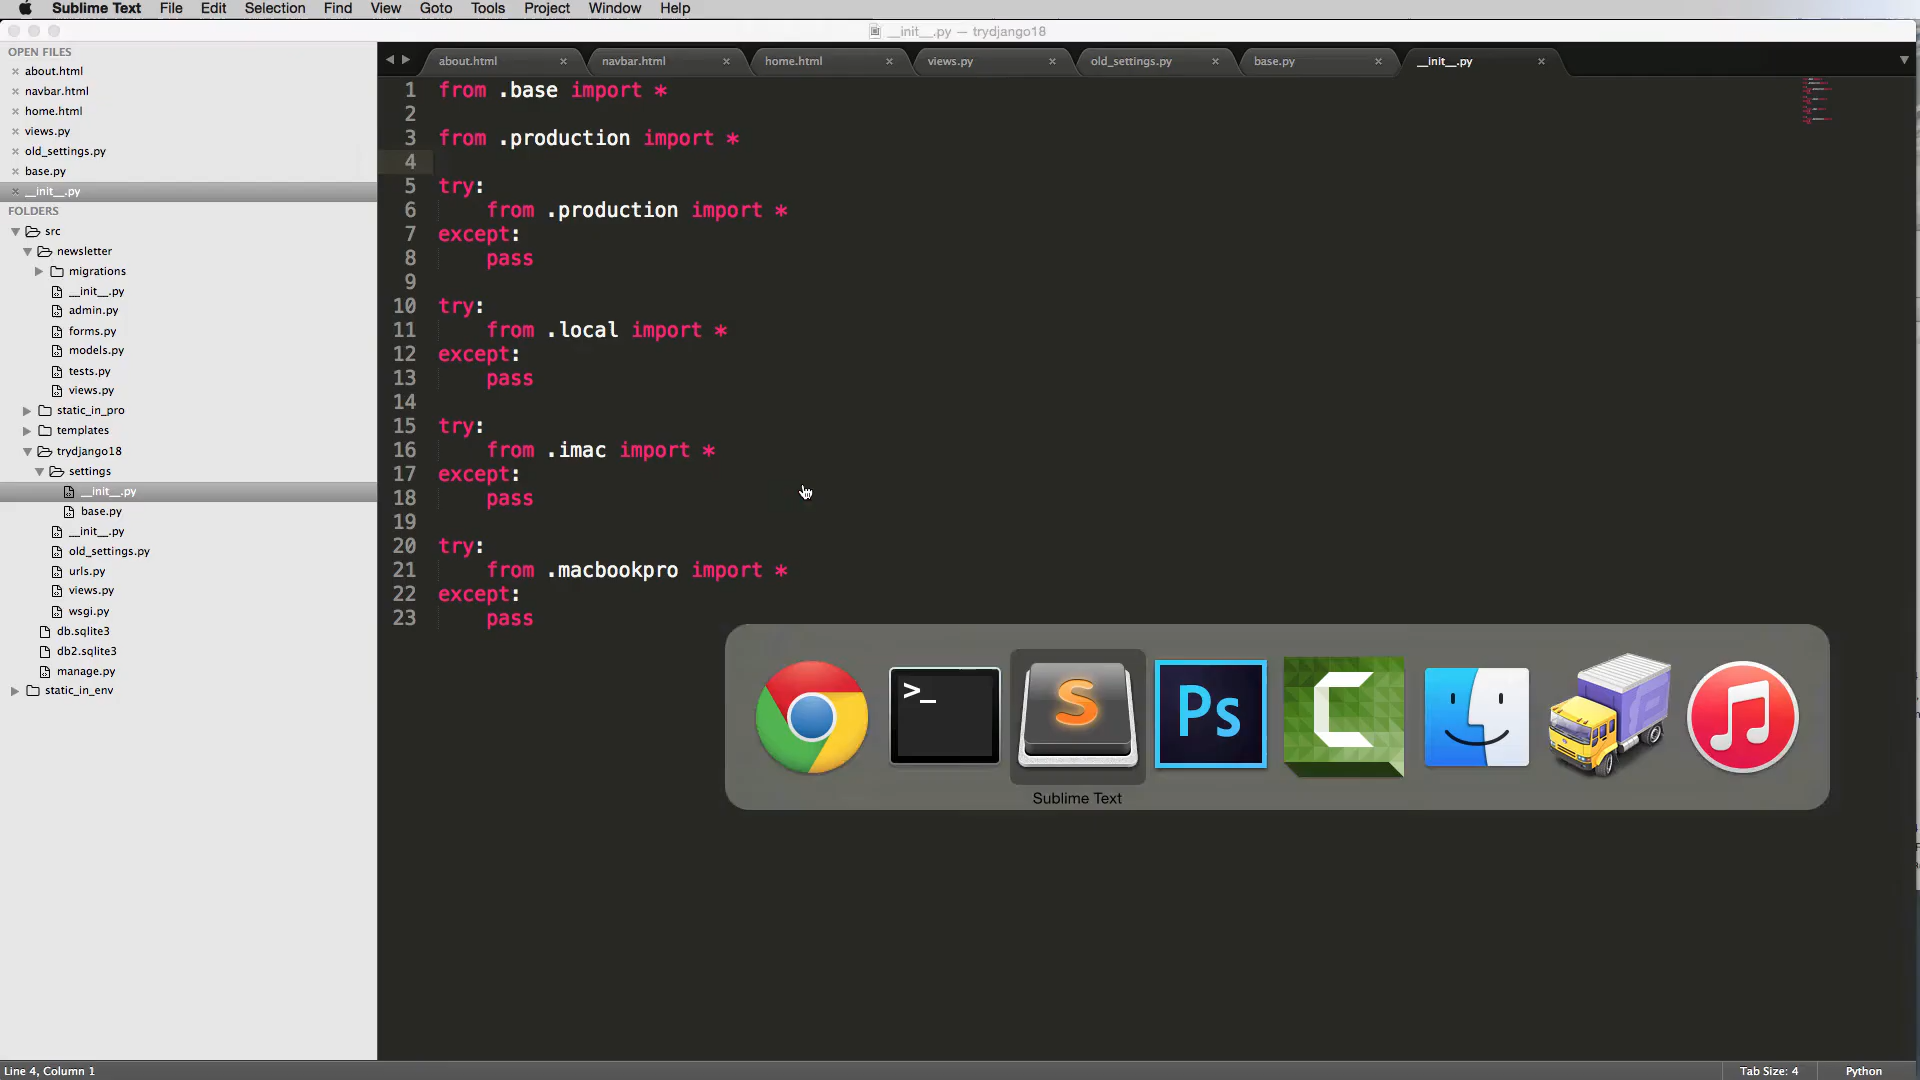 Sublime Text File Edit Selection Find View Goto Tools Project Window Help
__init__.py — trydjango18
OPEN FILES
about.html
navbar.html
home.html
views.py
old_settings.py
base.py
__init__.py
FOLDERS
src
newsletter
migrations
__init__.py
admin.py
forms.py
models.py
tests.py
views.py
static_in_pro
templates
trydjango18
settings
__init__.py
base.py
__init__.py
old_settings.py
urls.py
views.py
wsgi.py
db.sqlite3
db2.sqlite3
manage.py
static_in_env
about.html navbar.html home.html views.py old_settings.py base.py __init__.py
1 from .base import *
2
3 from .production import *
4
5 try:
6 from .production import *
7 except:
8 pass
9
10 try:
11 from .local import *
12 except:
13 pass
14
15 try:
16 from .imac import *
17 except:
18 pass
19
20 try:
21 from .macbookpro import *
22 except:
23 pass
>_
S
Ps
C
Sublime Text
Line 4, Column 1 Tab Size: 4 Python